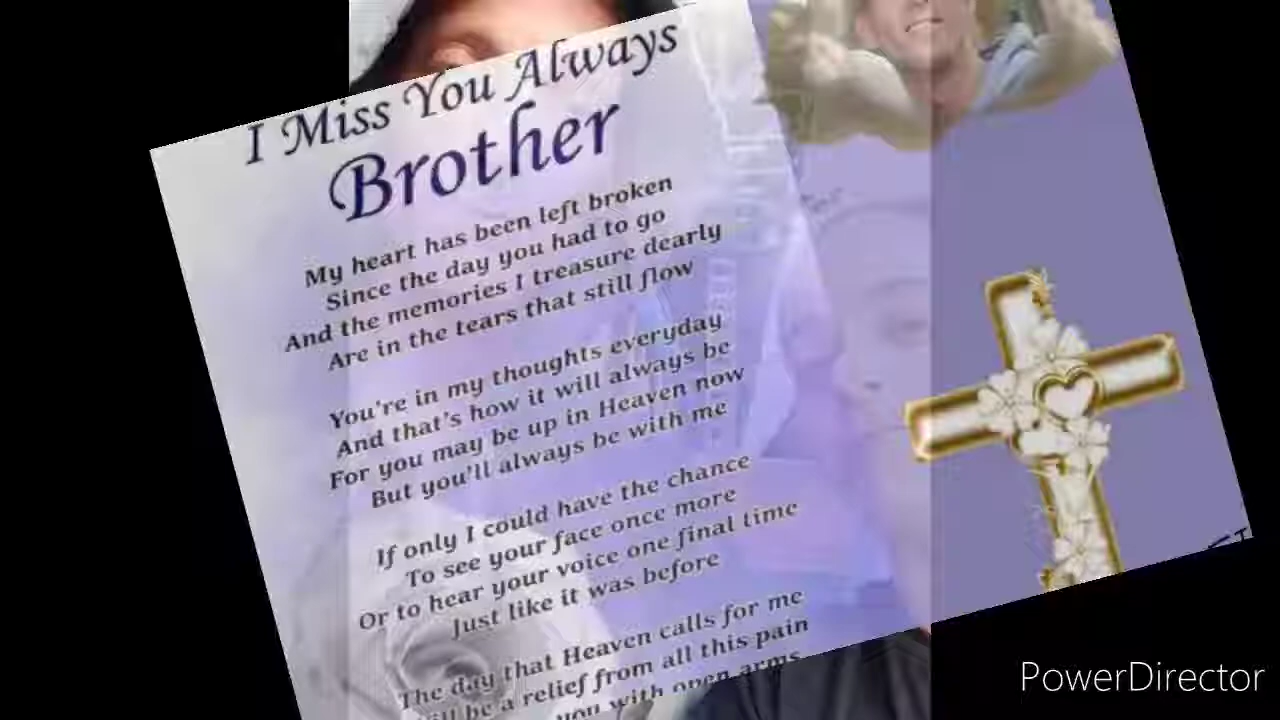 I Miss You Always
Brother
My heart has been left broken
Since the day you had to go
And the memories I treasure dearly
Are in the tears that still flow
You're in my thoughts everyday
And that's how it will always be
For you may be up in Heaven now
But you'll always be with me
If only I could have the chance
To see your face once more
Or to hear your voice one final time
Just like it was before
The day that Heaven calls for me
be a relief from all this pain
you with open arms
PowerDirector